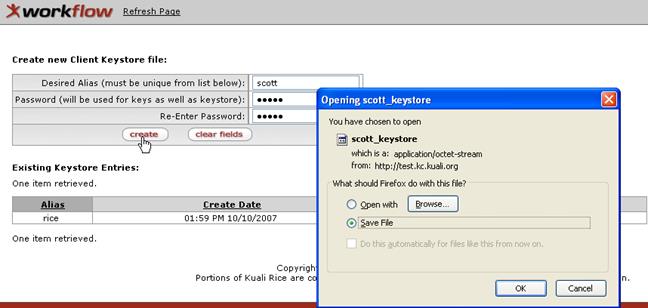 workflow Refresh Page
Create new Client Keystore file:
Desired Alias (must be unique from list below): scott
Password (will be used for keys as well as keystore): •••••
Re-Enter Password: •••••
create clear fields
Existing Keystore Entries:
One item retrieved.
Alias Create Date
rice 01:59 PM 10/10/2007
One item retrieved.
Copyrigh
Portions of Kuali Rice are co
n.
Opening scott_keystore
You have chosen to open
scott_keystore
which is a: application/octet-stream
from: http://test.kc.kuali.org
What should Firefox do with this file?
Open with Browse...
Save File
Do this automatically for files like this from now on.
OK Cancel